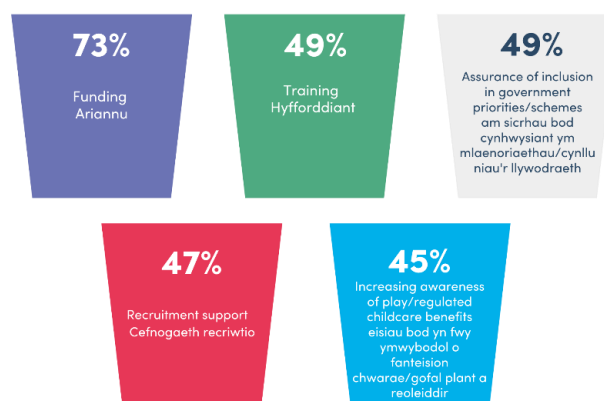 73%
Funding
Ariannu
49%
Training
Hyfforddiant
49%
Assurance of inclusion
in government
priorities/schemes
am sicrhau bod
cynhwysiant ym
mlaenoriaethau/cynllu
niau'r llywodraeth
47%
Recruitment support
Cefnogaeth recriwtio
45%
Increasing awareness
of play/regulated
childcare benefits
eisiau bod yn fwy
ymwybodol o
fanteision
chwarae/gofal plant a
reoleiddir